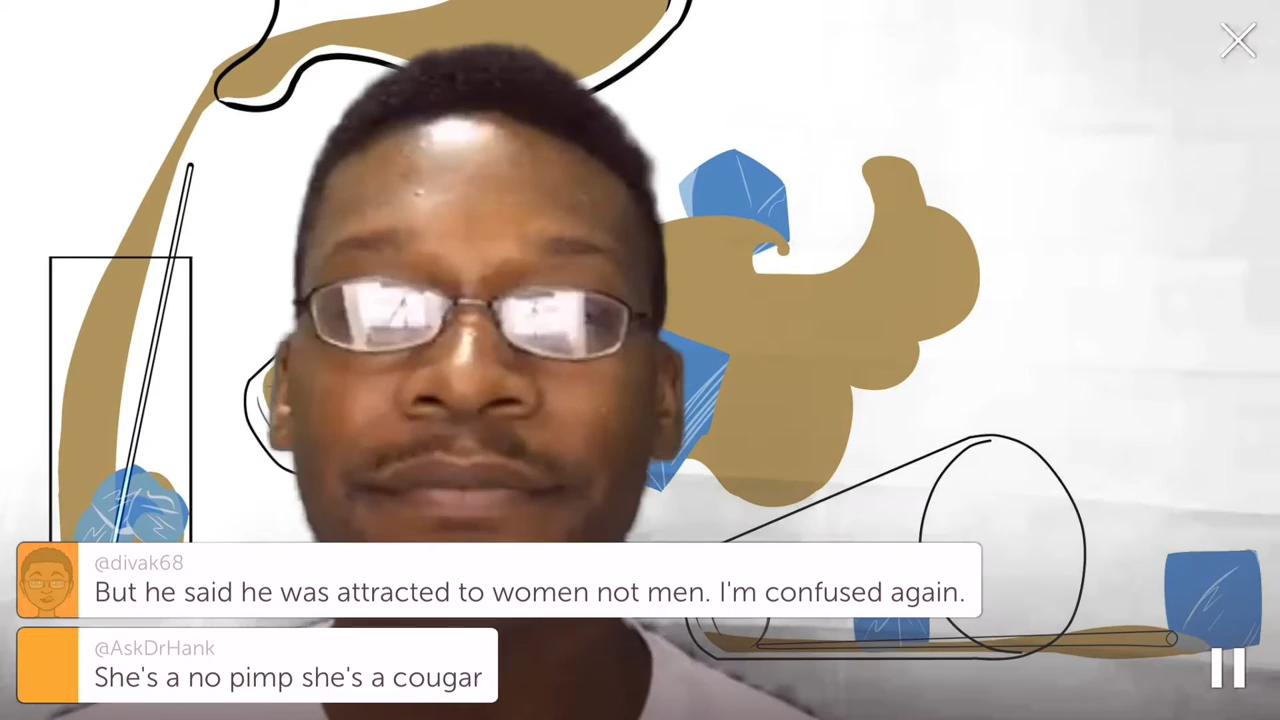 @divak68
But he said he was attracted to women not men. I'm confused again.
@AskDrHank
She's a no pimp she's a cougar